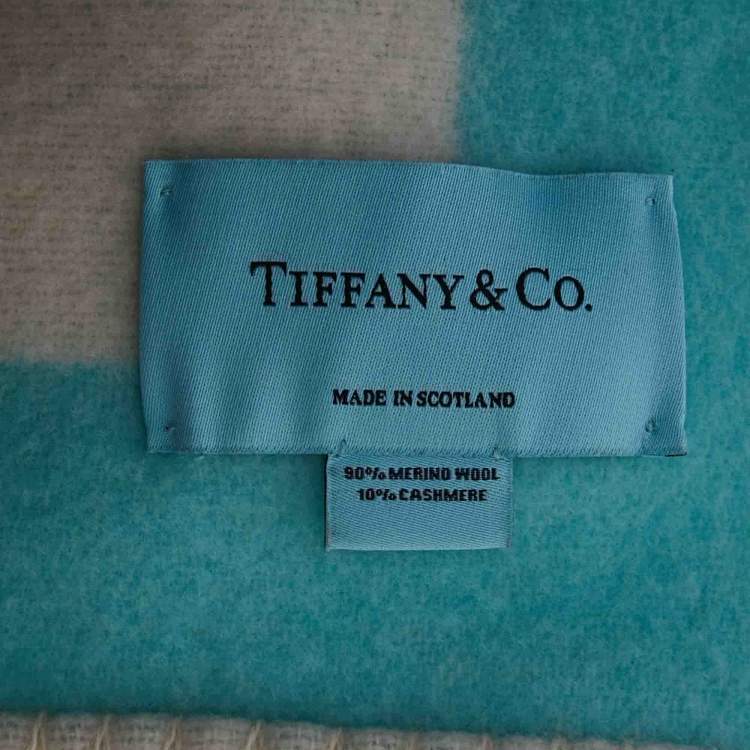 TIFFANY & CO.
MADE IN SCOTLAND
90% MERINO WOOL
10% CASHMERE